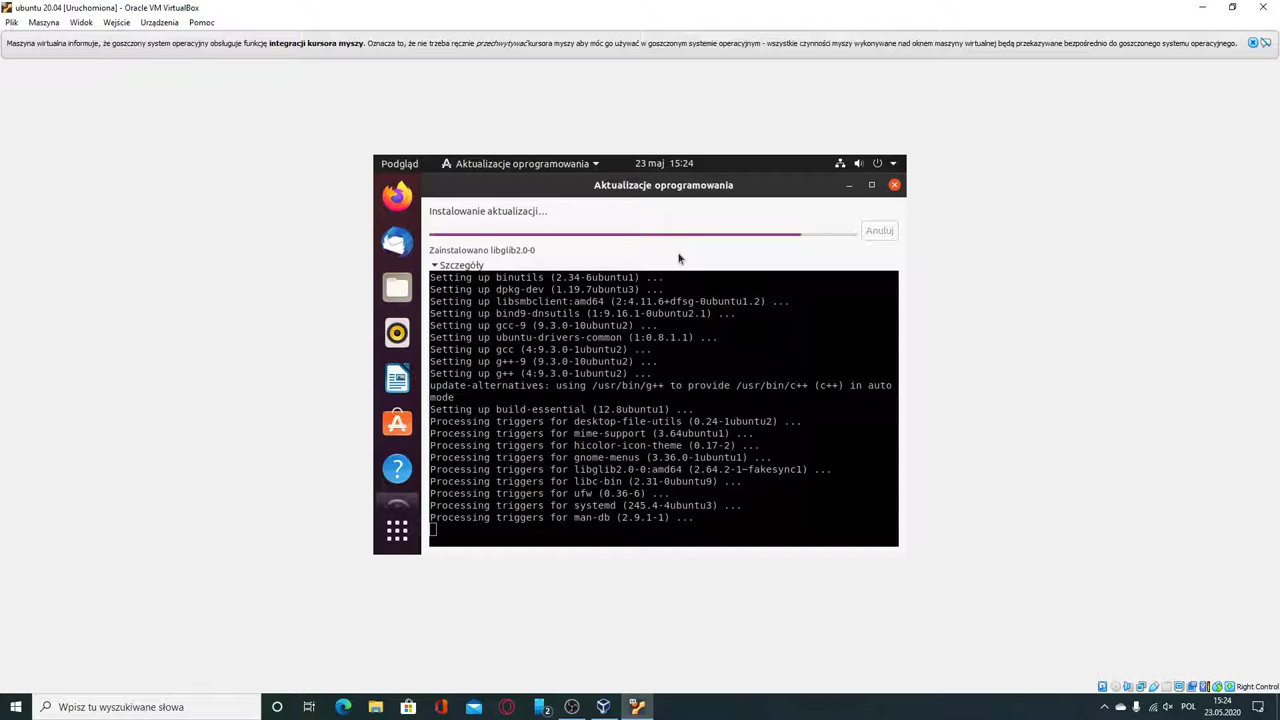 ubuntu 20.04 [Uruchomiona] - Oracle VM VirtualBox
Plik Maszyna Widok Wejście Urządzenia Pomoc
Maszyna wirtualna informuje, że goszczony system operacyjny obsługuje funkcję integracji kursora myszy. Oznacza to, że nie trzeba ręcznie przechwytywać kursora myszy aby móc go używać w goszczonym systemie operacyjnym - wszystkie czynności myszy wykonywane nad oknem maszyny wirtualnej będą przekazywane bezpośrednio do goszczonego systemu operacyjnego.
Podgląd Aktualizacje oprogramowania 23 maj 15:24
Aktualizacje oprogramowania
Instalowanie aktualizacji…
Anuluj
Zainstalowano libglib2.0-0
Szczegóły
Setting up binutils (2.34-6ubuntu1) ...
Setting up dpkg-dev (1.19.7ubuntu3) ...
Setting up libsmbclient:amd64 (2:4.11.6+dfsg-0ubuntu1.2) ...
Setting up bind9-dnsutils (1:9.16.1-0ubuntu2.1) ...
Setting up gcc-9 (9.3.0-10ubuntu2) ...
Setting up ubuntu-drivers-common (1:0.8.1.1) ...
Setting up gcc (4:9.3.0-1ubuntu2) ...
Setting up g++-9 (9.3.0-10ubuntu2) ...
Setting up g++ (4:9.3.0-1ubuntu2) ...
update-alternatives: using /usr/bin/g++ to provide /usr/bin/c++ (c++) in auto
mode
Setting up build-essential (12.8ubuntu1) ...
Processing triggers for desktop-file-utils (0.24-1ubuntu2) ...
Processing triggers for mime-support (3.64ubuntu1) ...
Processing triggers for hicolor-icon-theme (0.17-2) ...
Processing triggers for gnome-menus (3.36.0-1ubuntu1) ...
Processing triggers for libglib2.0-0:amd64 (2.64.2-1~fakesync1) ...
Processing triggers for libc-bin (2.31-0ubuntu9) ...
Processing triggers for ufw (0.36-6) ...
Processing triggers for systemd (245.4-4ubuntu3) ...
Processing triggers for man-db (2.9.1-1) ...
Right Control
Wpisz tu wyszukiwane słowa
2
POL
15:24
23.05.2020